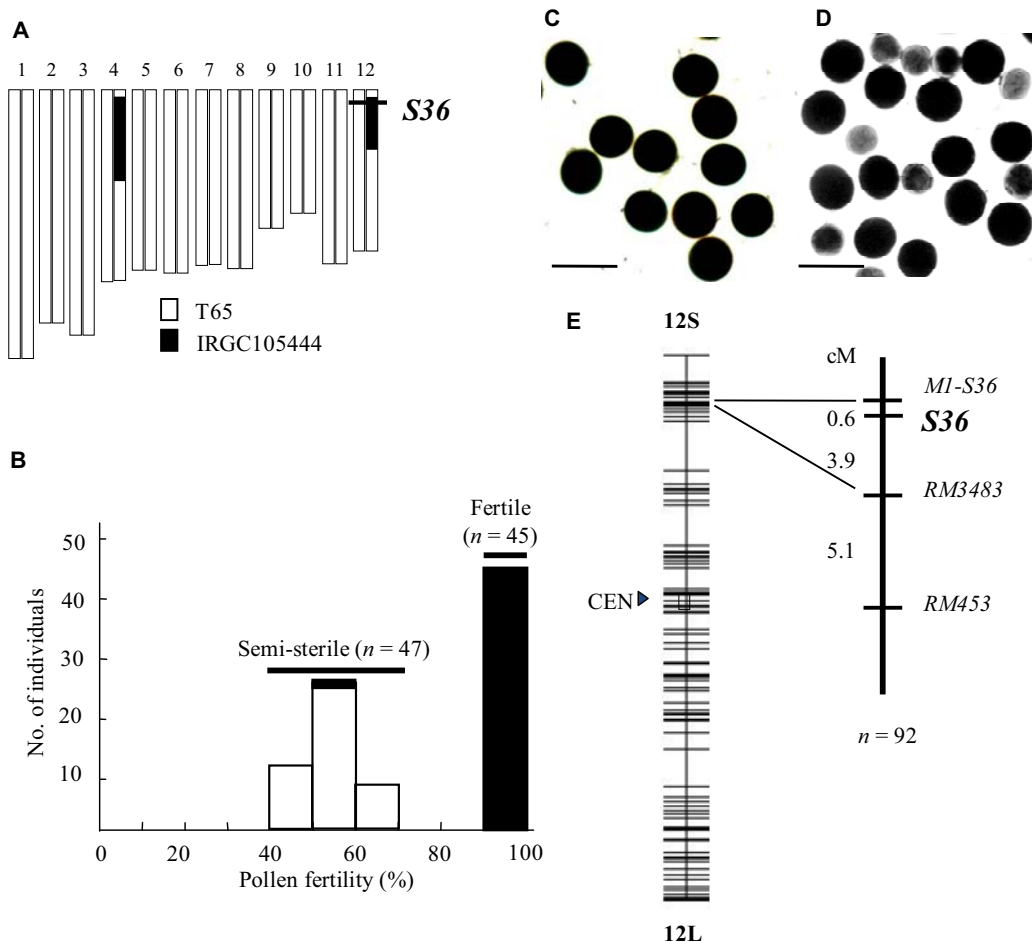 A
1 2 3 4 5 6 7 8 9 10 11 12
S36
T65
IRGC105444
B
Fertile
(n = 45)
Semi-sterile (n = 47)
No. of individuals
50
40
30
20
10
0 20 40 60 80 100
Pollen fertility (%)
C
D
E
12S
cM
M1-S36
0.6
S36
3.9
RM3483
5.1
CEN
RM453
n = 92
12L